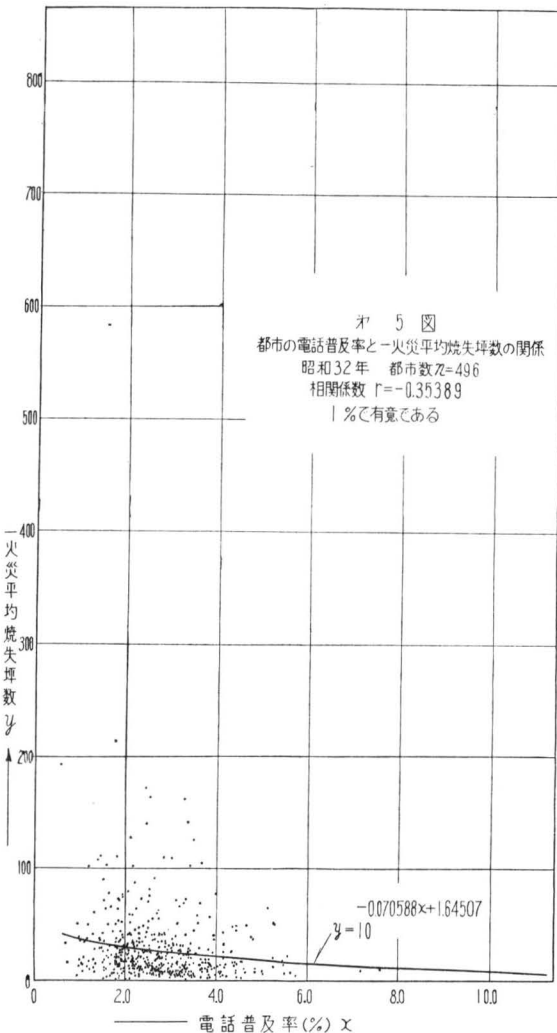 800
700
600
500
400
300
200
100
0
オ 5 図
都市の電話普及率と一火災平均焼失坪数の関係
昭和32年 都市数n=496
相関係数 r=-0.35389
1%で有意である
一火災平均焼失坪数 y
-0.070588x+1.64507
y=10
0 2.0 4.0 6.0 8.0 10.0
電話普及率(%) x